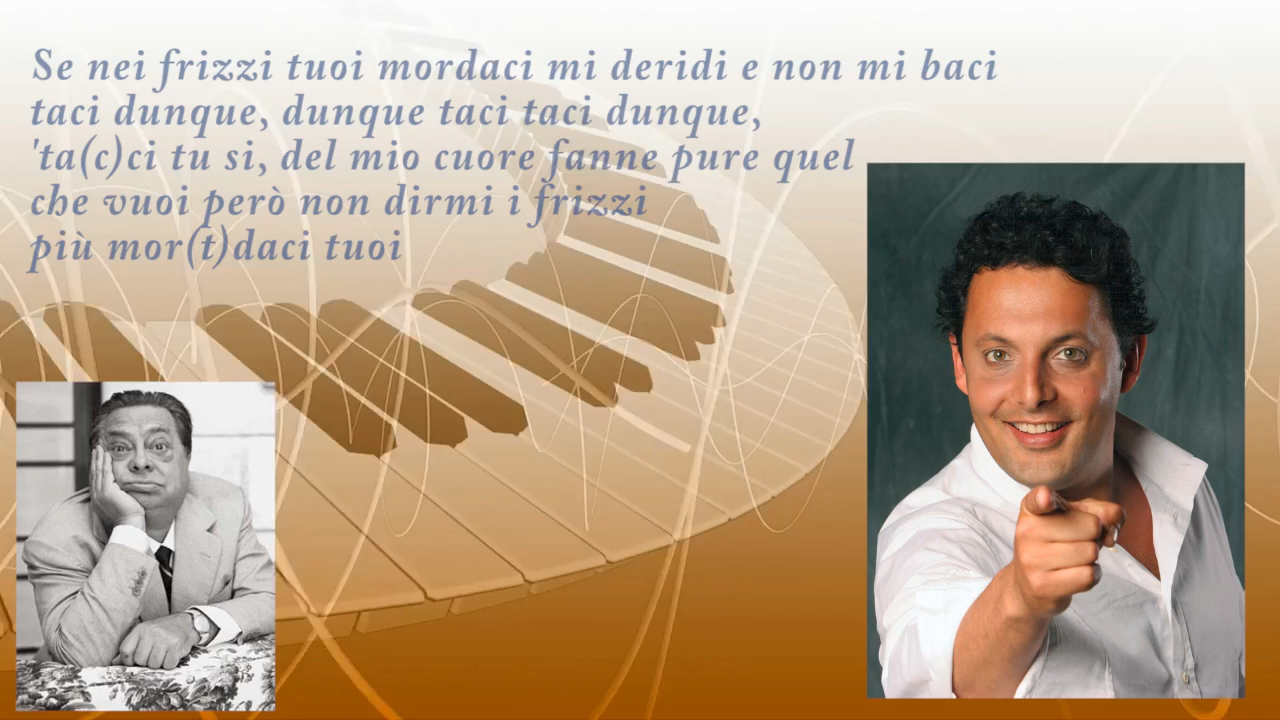 Se nei frizzi tuoi mordaci mi deridi e non mi baci
taci dunque, dunque taci taci dunque,
'ta(c)ci tu si, del mio cuore fanne pure quel
che vuoi però non dirmi i frizzi
più mor(t)daci tuoi